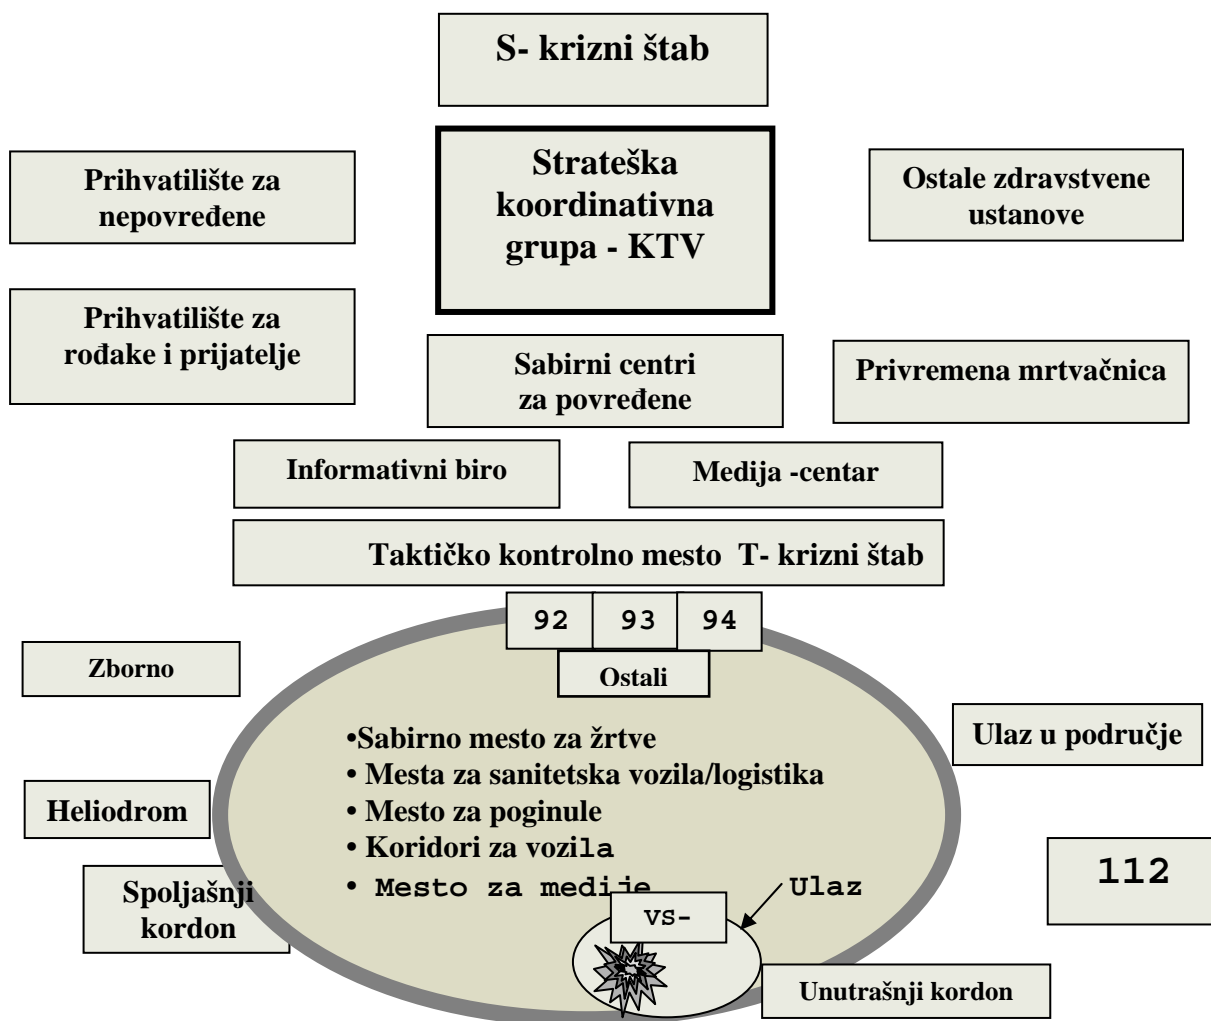 S- krizni štab
Strateška
koordinativna
grupa - KTV
Prihvatilište za
nepovređene
Ostale zdravstvene
ustanove
Prihvatilište za
rođake i prijatelje
Sabirni centri
za povređene
Privremena mrtvačnica
Informativni biro
Medija -centar
Taktičko kontrolno mesto T- krizni štab
92 93 94
Ostali
Zborno
Ulaz u područje
•Sabirno mesto za žrtve
• Mesta za sanitetska vozila/logistika
• Mesto za poginule
• Koridori za vozila
• Mesto za medije
Heliodrom
112
Spoljašnji
kordon
Ulaz
VS-
Unutrašnji kordon